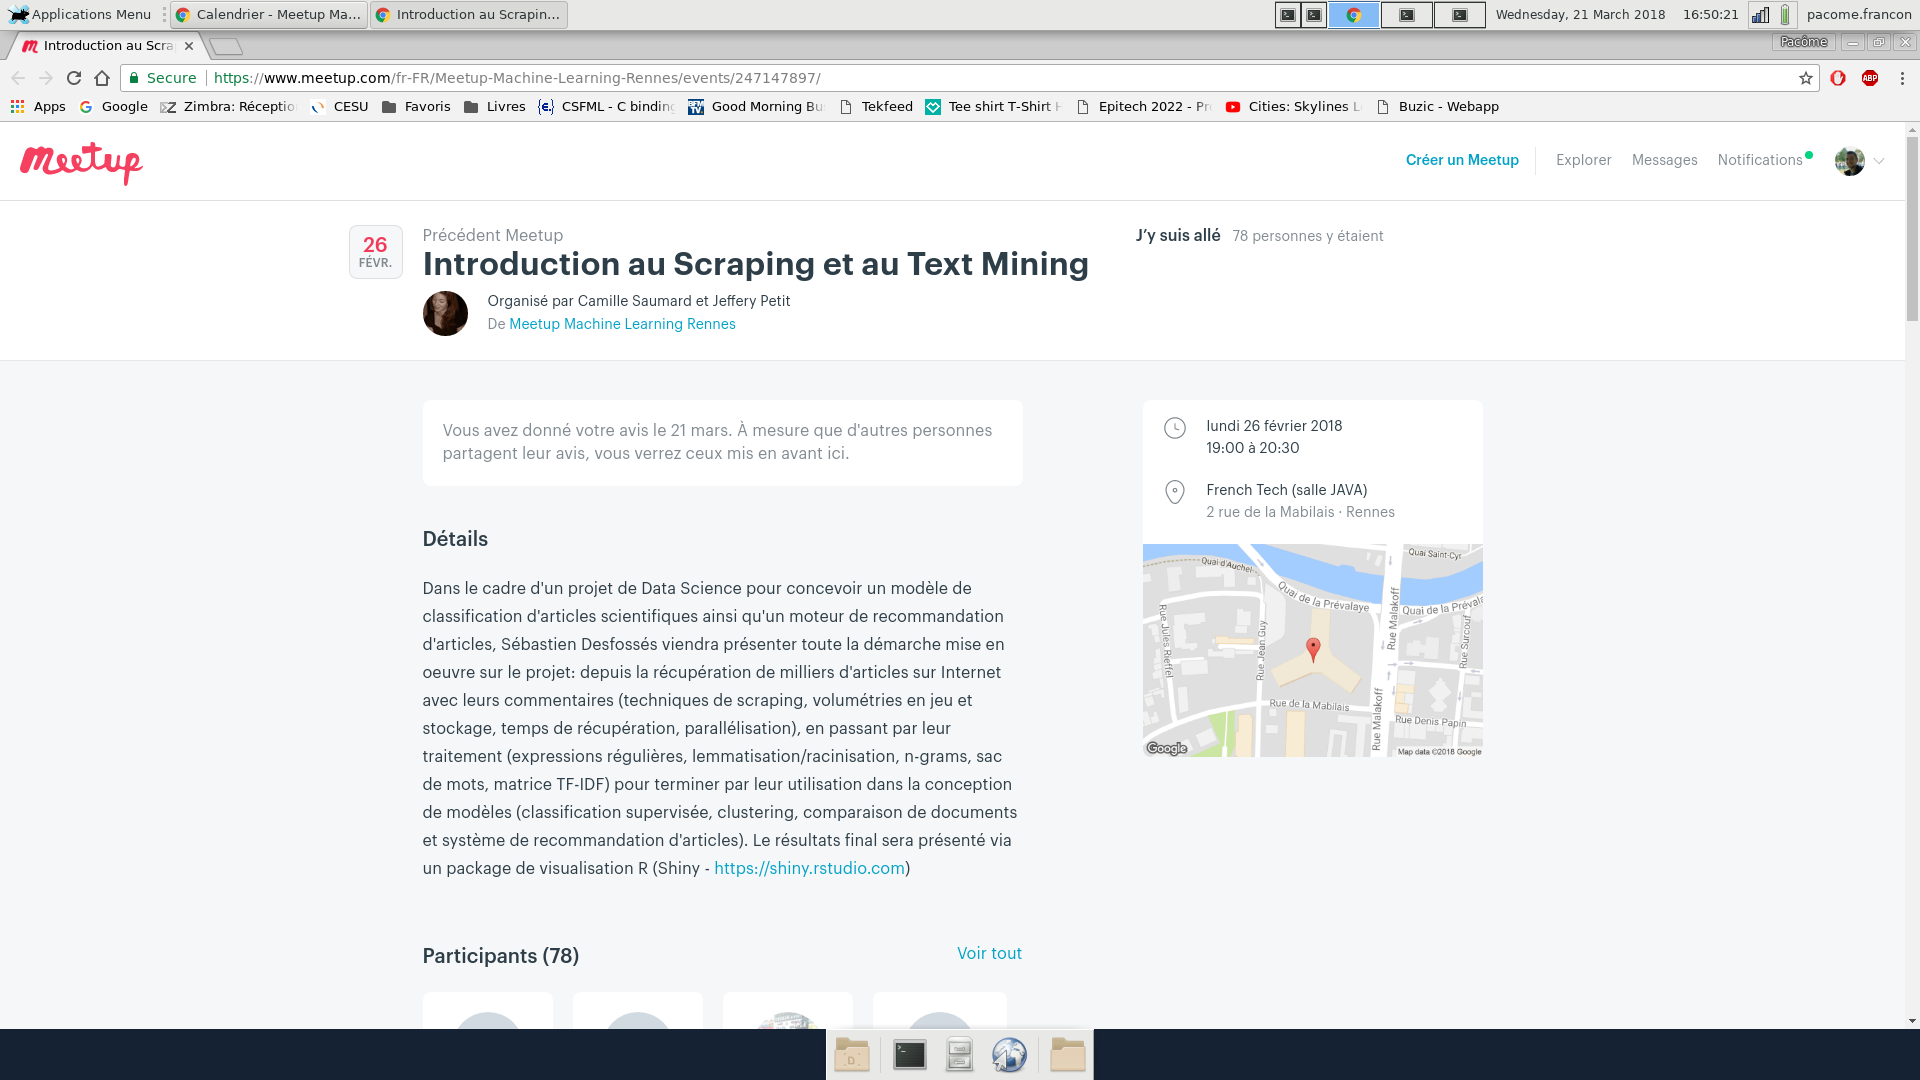 Applications Menu
Calendrier - Meetup Ma...
Introduction au Scrapin...
Wednesday, 21 March 2018
16:50:21
pacome.francon
Introduction au Scra
Pacôme
Secure
https://www.meetup.com/fr-FR/Meetup-Machine-Learning-Rennes/events/247147897/
ABP
Apps
Google
Zimbra: Réceptio
CESU
Favoris
Livres
CSFML - C binding
Good Morning Bu
Tekfeed
Tee shirt T-Shirt H
Epitech 2022 - Pr
Cities: Skylines L
Buzic - Webapp
meetup
Créer un Meetup
Explorer
Messages
Notifications
26
FÉVR.
Précédent Meetup
Introduction au Scraping et au Text Mining
Organisé par Camille Saumard et Jeffery Petit
De Meetup Machine Learning Rennes
J'y suis allé
78 personnes y étaient
Vous avez donné votre avis le 21 mars. À mesure que d'autres personnes
partagent leur avis, vous verrez ceux mis en avant ici.
Détails
Dans le cadre d'un projet de Data Science pour concevoir un modèle de
classification d'articles scientifiques ainsi qu'un moteur de recommandation
d'articles, Sébastien Desfossés viendra présenter toute la démarche mise en
oeuvre sur le projet: depuis la récupération de milliers d'articles sur Internet
avec leurs commentaires (techniques de scraping, volumétries en jeu et
stockage, temps de récupération, parallélisation), en passant par leur
traitement (expressions régulières, lemmatisation/racinisation, n-grams, sac
de mots, matrice TF-IDF) pour terminer par leur utilisation dans la conception
de modèles (classification supervisée, clustering, comparaison de documents
et système de recommandation d'articles). Le résultats final sera présenté via
un package de visualisation R (Shiny - https://shiny.rstudio.com)
Participants (78)
Voir tout
lundi 26 février 2018
19:00 à 20:30
French Tech (salle JAVA)
2 rue de la Mabilais · Rennes
Quai Saint-Cyr
Quai d'Auchel
Quai de la Prévalaye
Quai de la Prévala
Rue Jules Rieffel
Rue Jean Guy
Rue Malakoff
Rue Surcouf
Rue de la Mabilais
Rue Malakoff
Rue Denis Papin
Google
Map data ©2018 Google